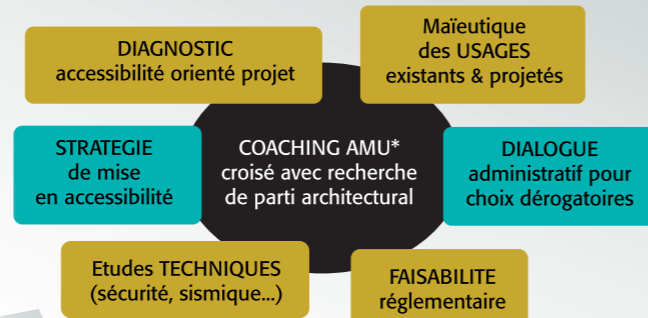 DIAGNOSTIC
accessibilité orienté projet
Maïeutique
des USAGES
existants & projetés
STRATEGIE
de mise
en accessibilité
COACHING AMU*
croisé avec recherche
de parti architectural
DIALOGUE
administratif pour
choix dérogatoires
Etudes TECHNIQUES
(sécurité, sismique...)
FAISABILITE
réglementaire